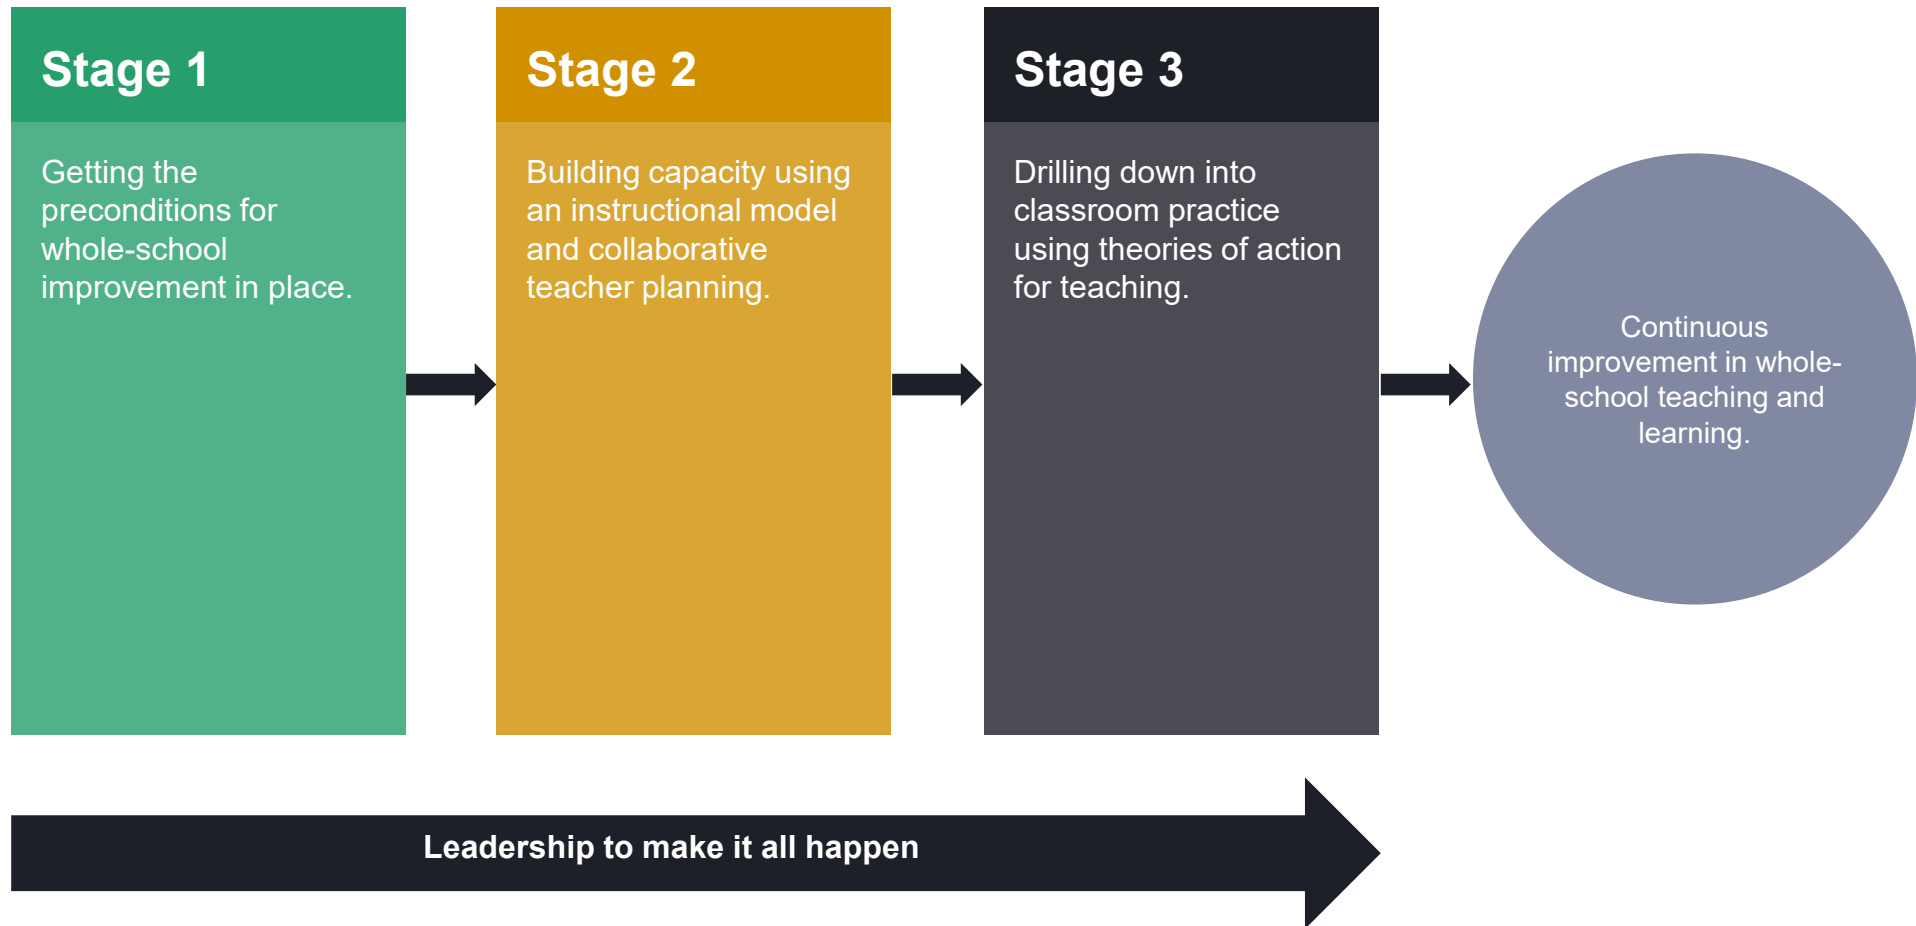 Stage 1
Getting the
preconditions for
whole-school
improvement in place.
Stage 2
Building capacity using
an instructional model
and collaborative
teacher planning.
Stage 3
Drilling down into
classroom practice
using theories of action
for teaching.
Continuous
improvement in whole-
school teaching and
learning.
Leadership to make it all happen